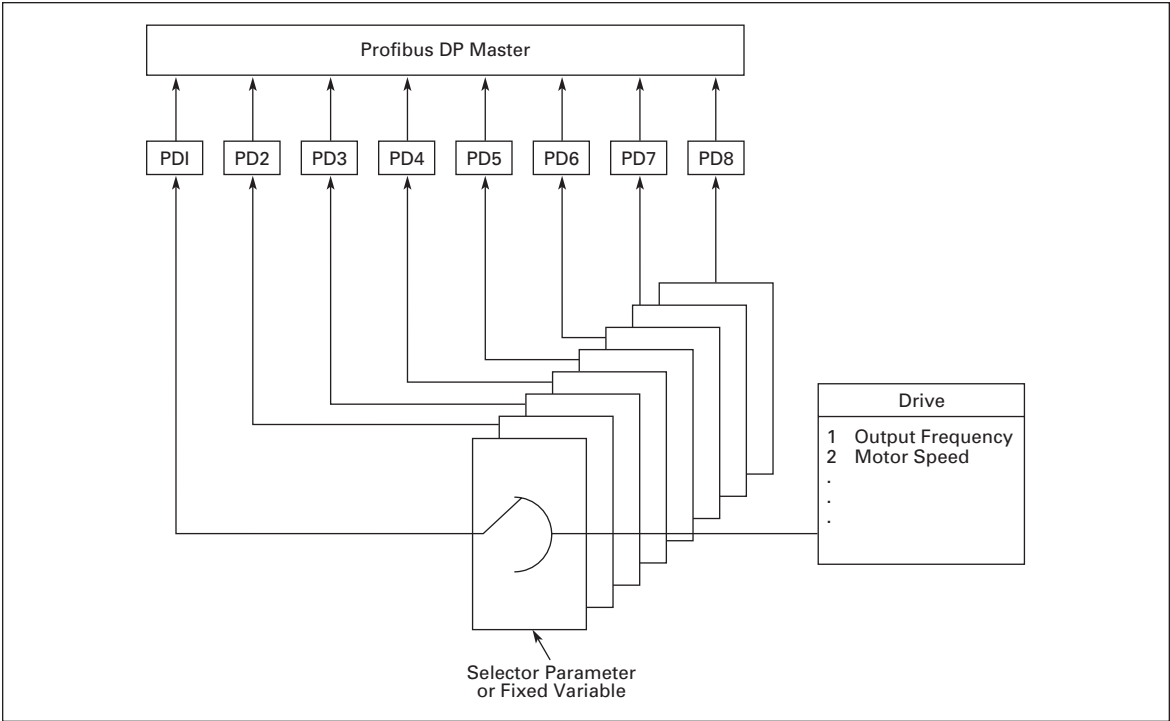 Profibus DP Master
PDI PD2 PD3 PD4 PD5 PD6 PD7 PD8
Drive
1 Output Frequency
2 Motor Speed
.
.
.
Selector Parameter
or Fixed Variable